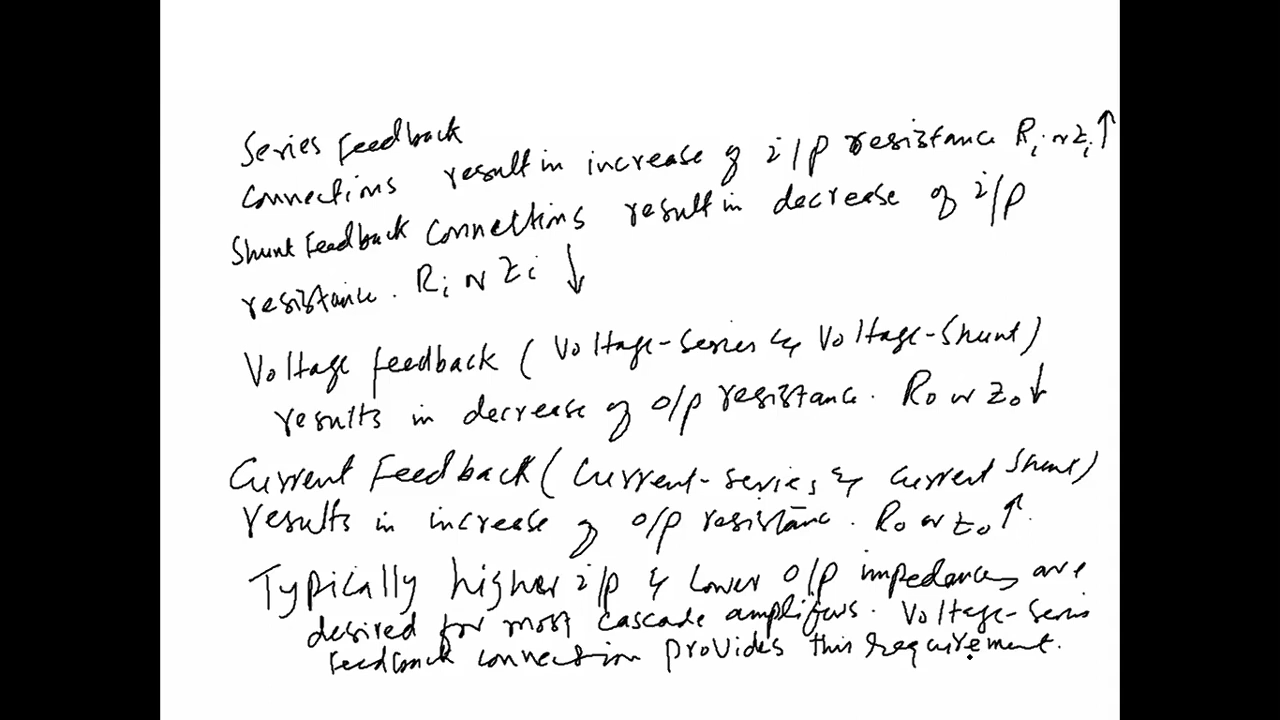 Series Feedback
Connections result in increase of i/p resistance Ri or Zi ↑
Shunt Feedback Connections result in decrease of i/p
resistance. Ri or Zi ↓
Voltage feedback (Voltage-series & Voltage-Shunt)
results in decrease of o/p resistance. Ro or Zo ↓
Current Feedback (Current-series & Current Shunt)
results in increase of o/p resistance. Ro or Zo ↑.
Typically higher i/p & Lower o/p impedances are
desired for most cascade amplifiers. Voltage-series
feedback connection provides this requirement.